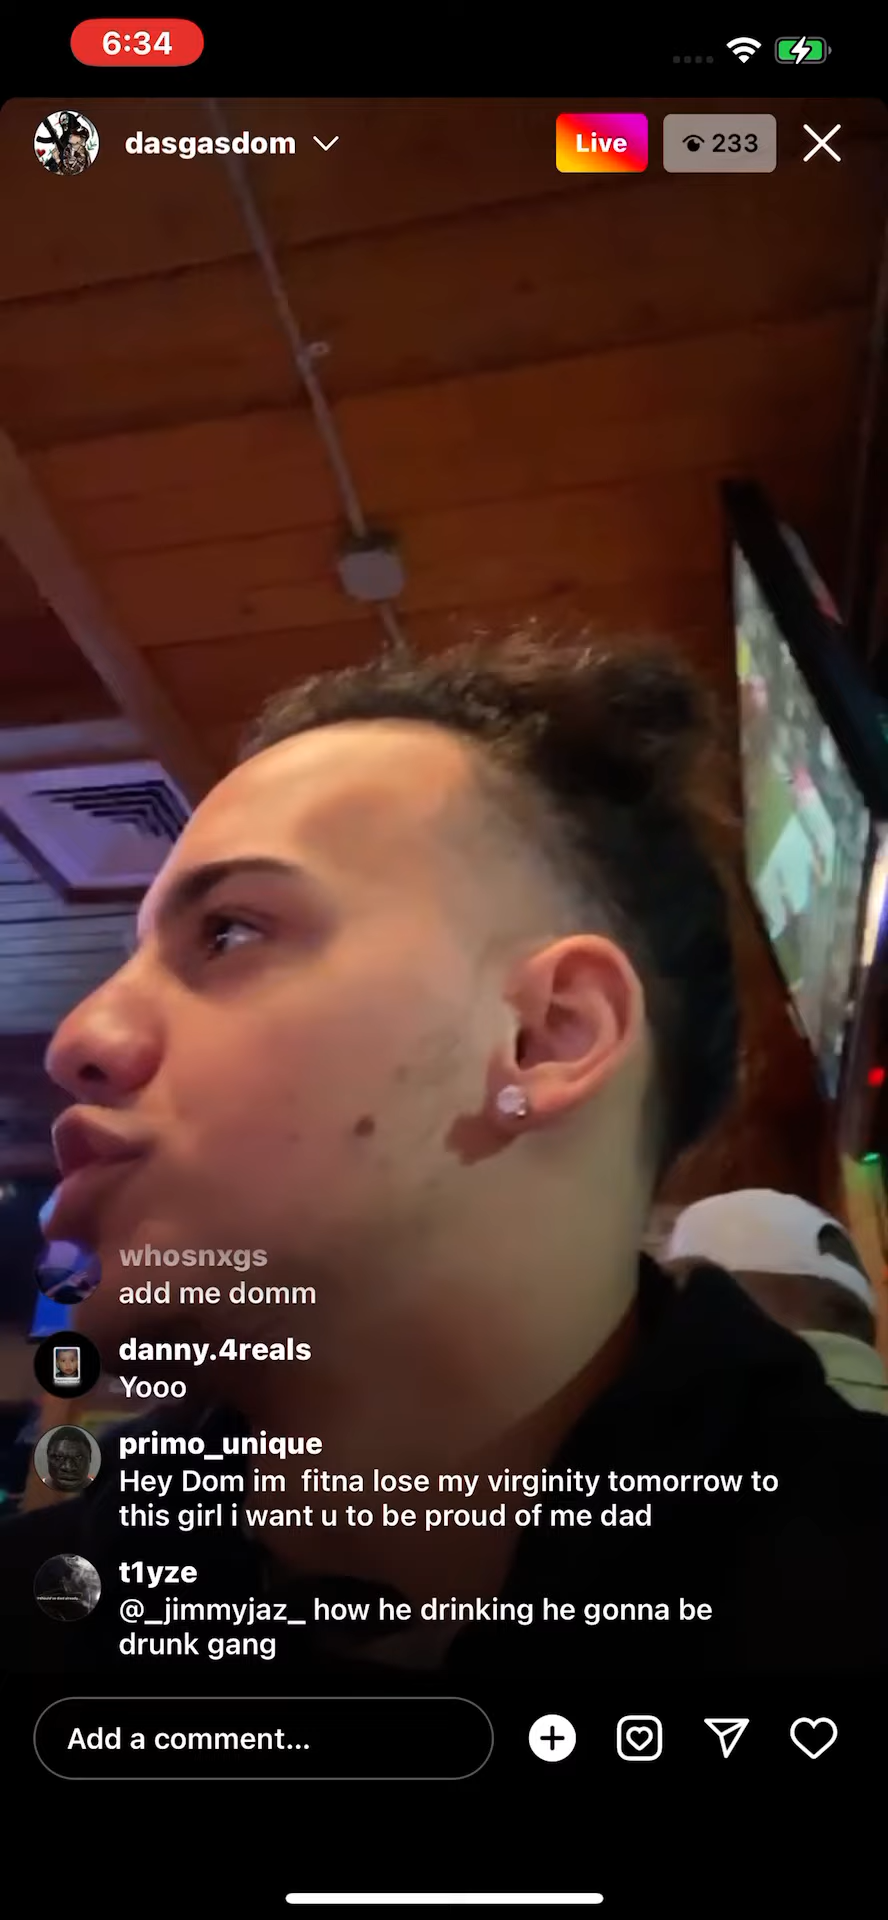 6:34
dasgasdom
Live
233
whosnxgs
add me domm
danny.4reals
Yooo
primo_unique
Hey Dom im  fitna lose my virginity tomorrow to
this girl i want u to be proud of me dad
t1yze
@_jimmyjaz_ how he drinking he gonna be
drunk gang
Add a comment...